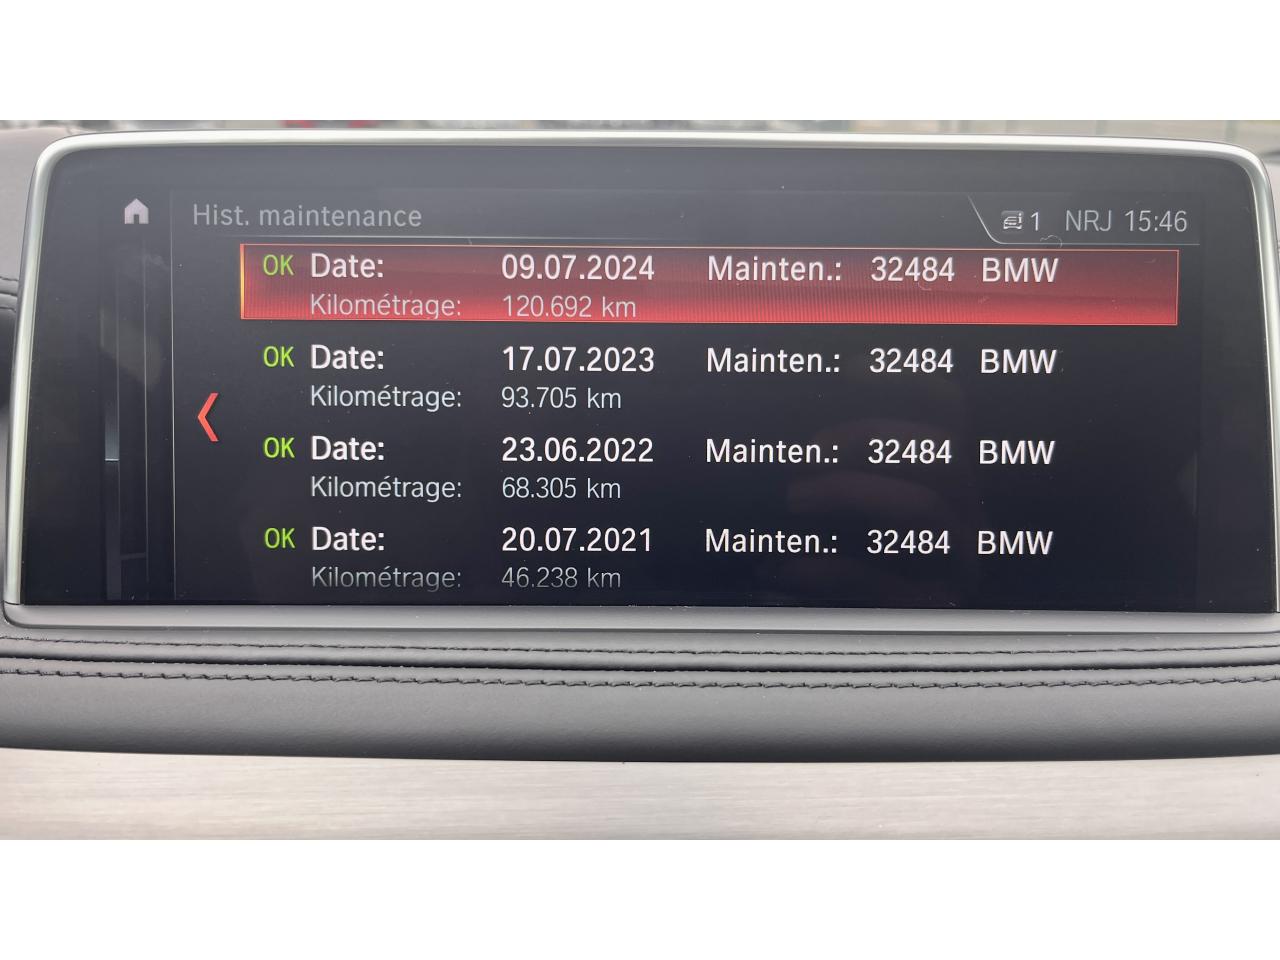 Hist. maintenance 1 NRJ 15:46
OK Date: 09.07.2024 Mainten.: 32484 BMW
Kilométrage: 120.692 km
OK Date: 17.07.2023 Mainten.: 32484 BMW
Kilométrage: 93.705 km
OK Date: 23.06.2022 Mainten.: 32484 BMW
Kilométrage: 68.305 km
OK Date: 20.07.2021 Mainten.: 32484 BMW
Kilométrage: 46.238 km